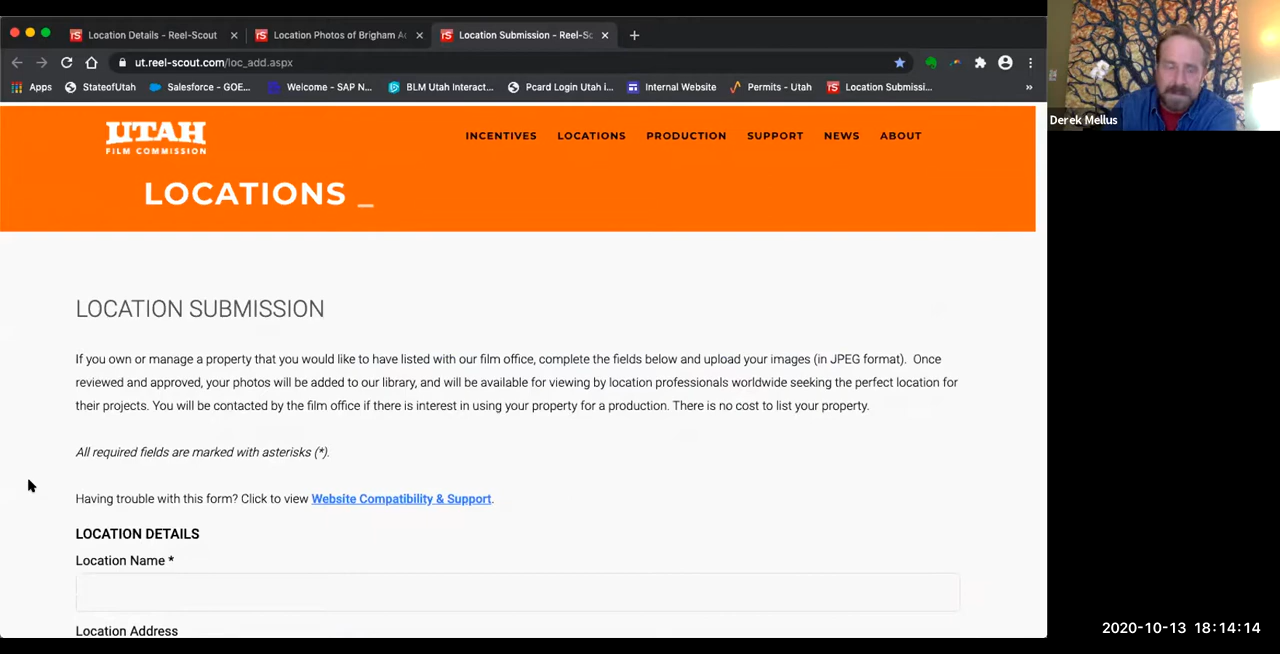 Location Details - Reel-Scout
Location Photos of Brigham Ac
Location Submission - Reel-Sc
ut.reel-scout.com/loc_add.aspx
Apps
StateofUtah
Salesforce - GOE...
Welcome - SAP N...
BLM Utah Interact...
Pcard Login Utah i...
Internal Website
Permits - Utah
Location Submissi...
»
UTAH
FILM COMMISSION
INCENTIVES
LOCATIONS
PRODUCTION
SUPPORT
NEWS
ABOUT
LOCATIONS _
LOCATION SUBMISSION
If you own or manage a property that you would like to have listed with our film office, complete the fields below and upload your images (in JPEG format). Once
reviewed and approved, your photos will be added to our library, and will be available for viewing by location professionals worldwide seeking the perfect location for
their projects. You will be contacted by the film office if there is interest in using your property for a production. There is no cost to list your property.
All required fields are marked with asterisks (*).
Having trouble with this form? Click to view Website Compatibility & Support.
LOCATION DETAILS
Location Name *
Location Address
Derek Mellus
2020-10-13 18:14:14